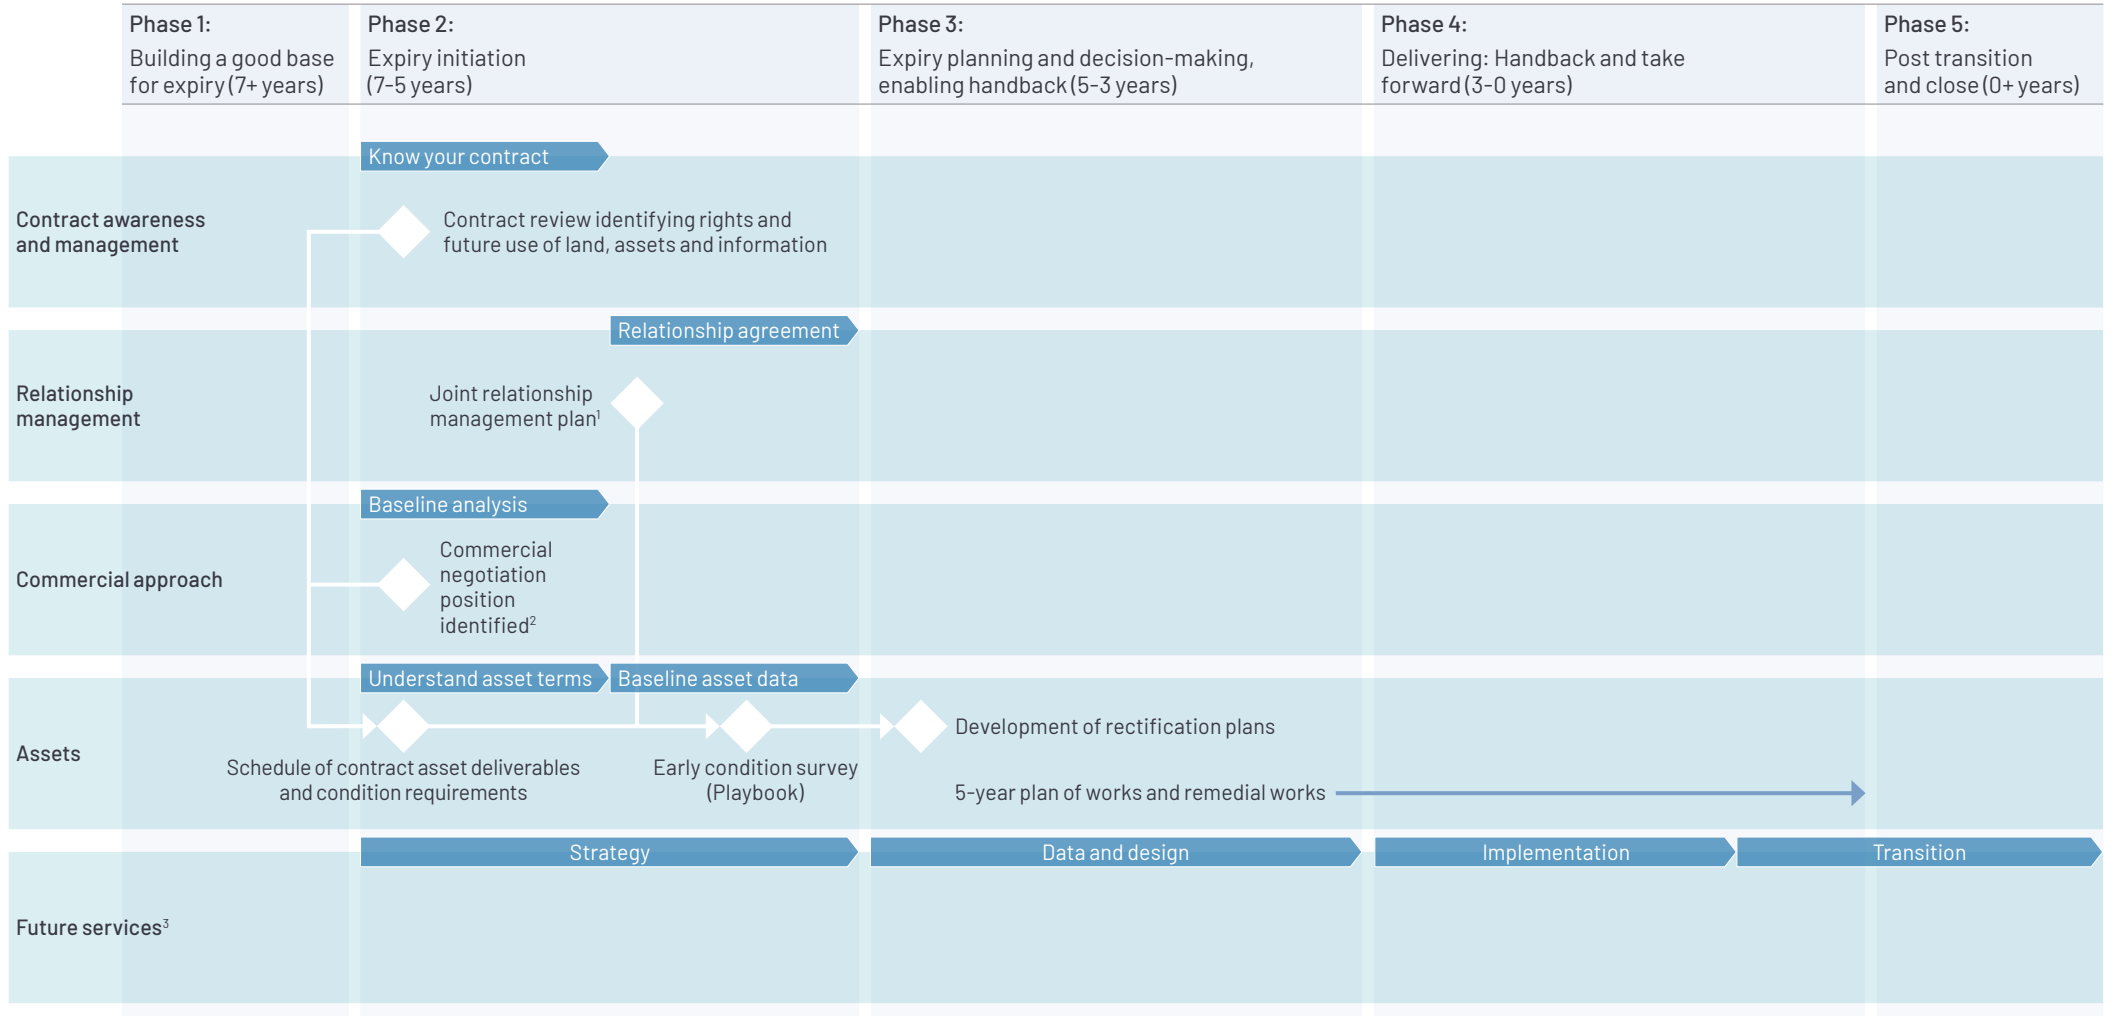 Phase 1:
Building a good base
for expiry (7+ years)
Phase 2:
Expiry initiation
(7-5 years)
Phase 3:
Expiry planning and decision-making,
enabling handback (5-3 years)
Phase 4:
Delivering: Handback and take
forward (3-0 years)
Phase 5:
Post transition
and close (0+ years)
Know your contract
Contract awareness
and management
Contract review identifying rights and
future use of land, assets and information
Relationship agreement
Relationship
management
Joint relationship
management plan¹
Baseline analysis
Commercial approach
Commercial
negotiation
position
identified²
Understand asset terms
Baseline asset data
Assets
Schedule of contract asset deliverables
and condition requirements
Early condition survey
(Playbook)
Development of rectification plans
5-year plan of works and remedial works
Strategy
Data and design
Implementation
Transition
Future services³